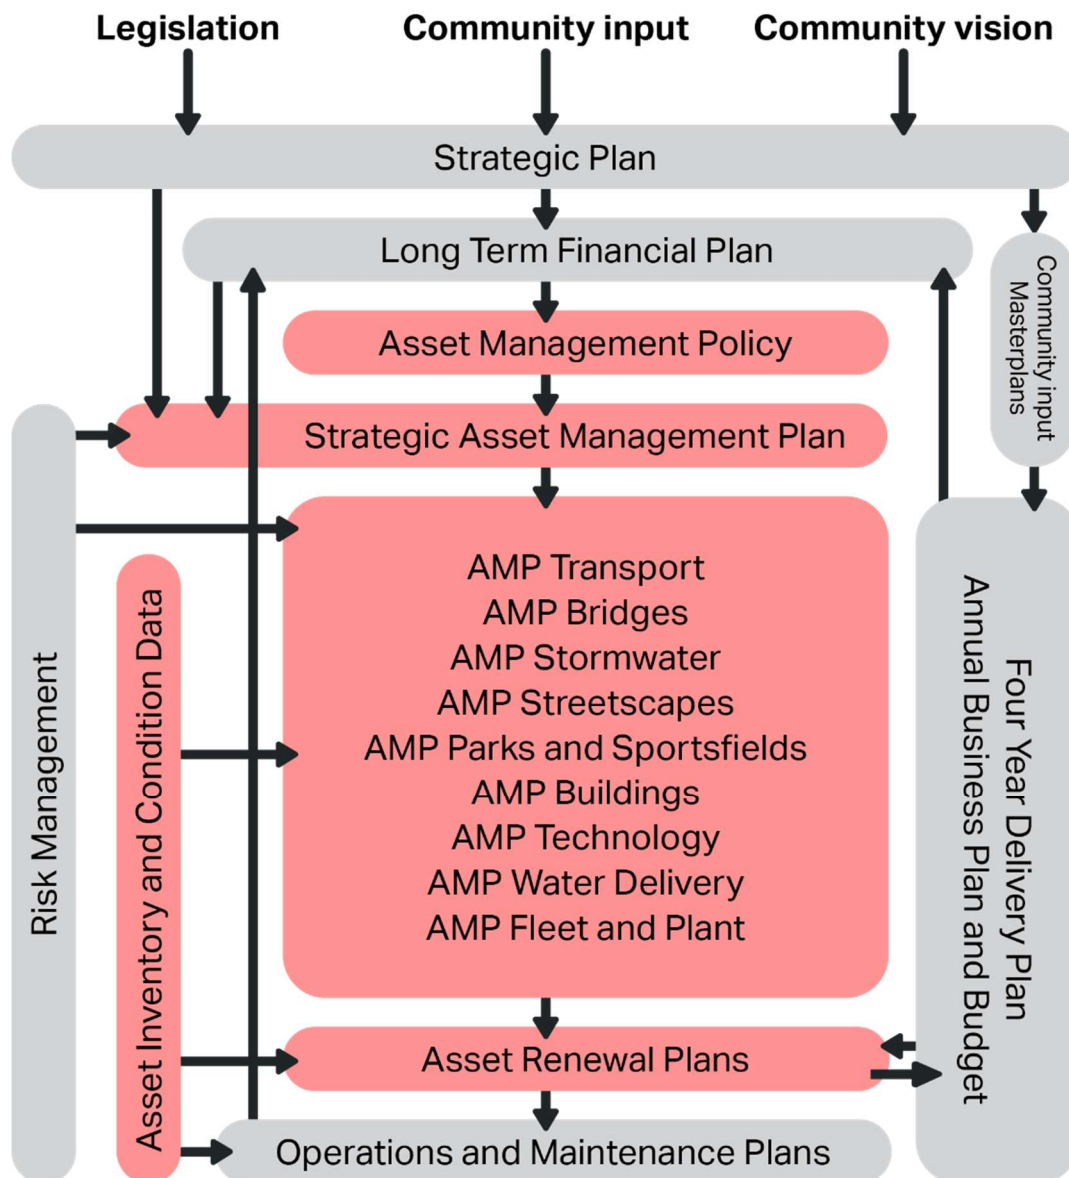 Legislation
Community input
Community vision
Strategic Plan
Long Term Financial Plan
Community input
Masterplans
Asset Management Policy
Strategic Asset Management Plan
Risk Management
Asset Inventory and Condition Data
AMP Transport
AMP Bridges
AMP Stormwater
AMP Streetscapes
AMP Parks and Sportsfields
AMP Buildings
AMP Technology
AMP Water Delivery
AMP Fleet and Plant
Four Year Delivery Plan
Annual Business Plan and Budget
Asset Renewal Plans
Operations and Maintenance Plans